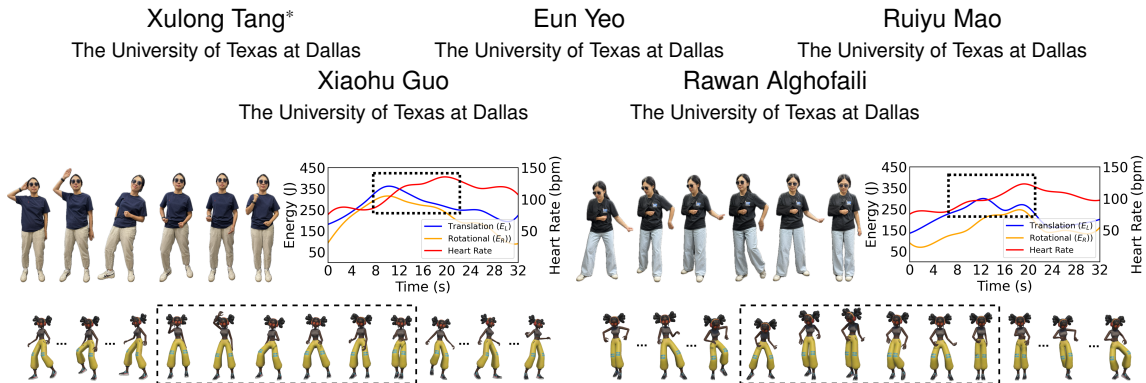 Xulong Tang*
Eun Yeo
Ruiyu Mao
The University of Texas at Dallas
The University of Texas at Dallas
The University of Texas at Dallas
Xiaohu Guo
Rawan Alghofaili
The University of Texas at Dallas
The University of Texas at Dallas
Energy (J)
450
350
250
150
50
150
100
50
Heart Rate (bpm)
Translation (E_L)
Rotational (E_R))
Heart Rate
0 4 8 12 16 20 24 28 32
Time (s)
Energy (J)
450
350
250
150
50
150
100
50
Heart Rate (bpm)
Translation (E_L)
Rotational (E_R))
Heart Rate
0 4 8 12 16 20 24 28 32
Time (s)
...
...
...
...
...
...
...
...